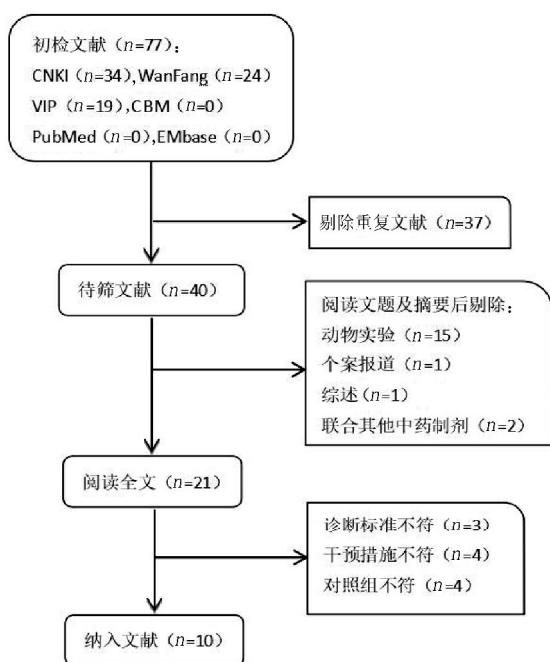 初检文献（n=77）：
CNKI（n=34）,WanFang（n=24）
VIP（n=19）,CBM（n=0）
PubMed（n=0）,EMbase（n=0）
剔除重复文献（n=37）
待筛文献（n=40）
阅读文题及摘要后剔除：
动物实验（n=15）
个案报道（n=1）
综述（n=1）
联合其他中药制剂（n=2）
阅读全文（n=21）
诊断标准不符（n=3）
干预措施不符（n=4）
对照组不符（n=4）
纳入文献（n=10）